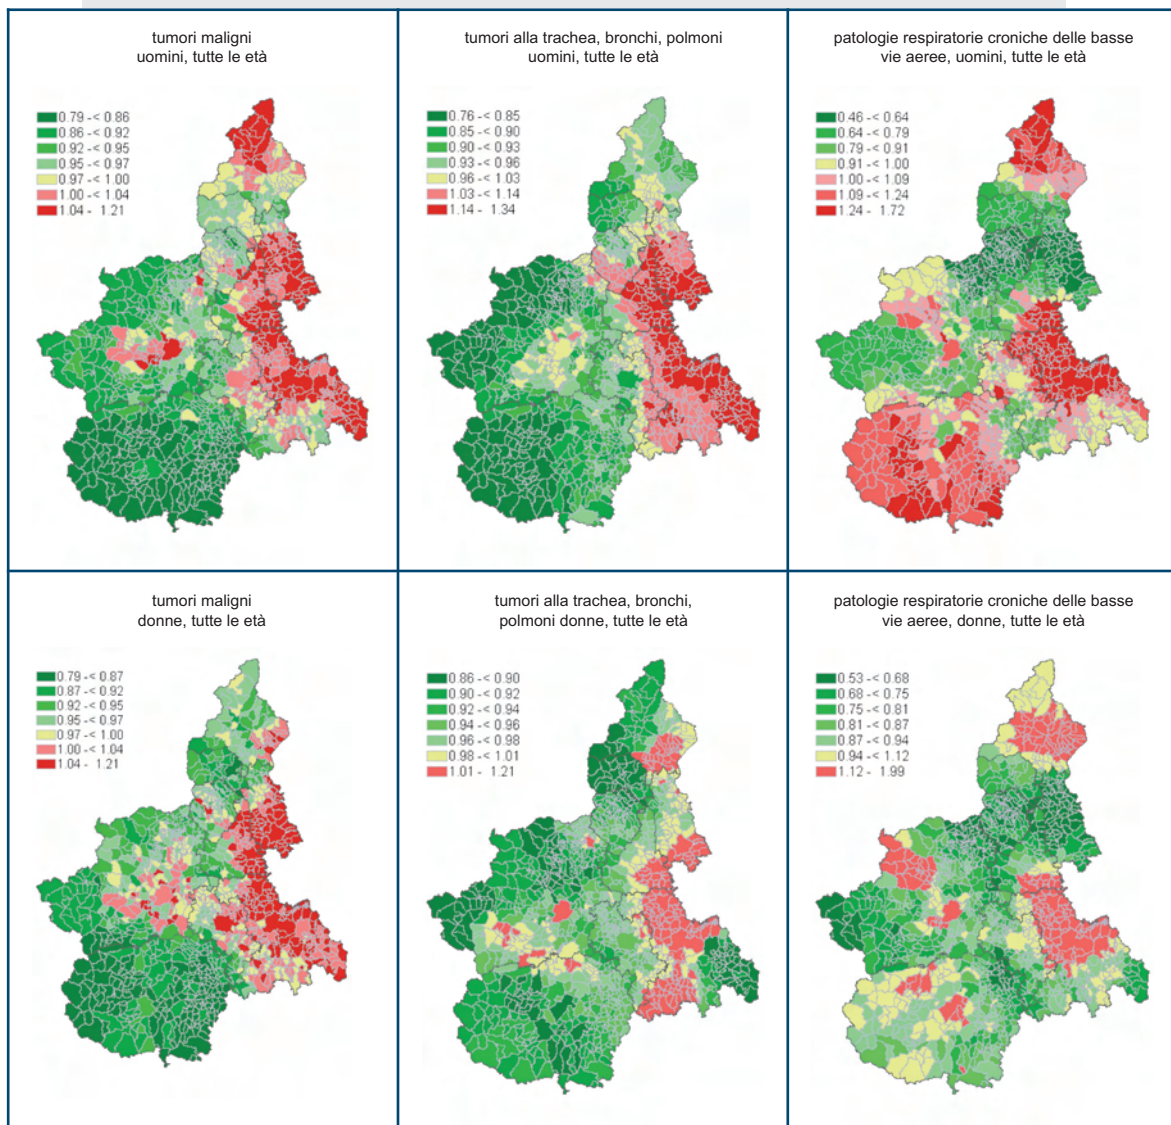 tumori maligni
uomini, tutte le età
0.79 -< 0.86
0.86 -< 0.92
0.92 -< 0.95
0.95 -< 0.97
0.97 -< 1.00
1.00 -< 1.04
1.04 - 1.21
tumori alla trachea, bronchi, polmoni
uomini, tutte le età
0.76 -< 0.85
0.85 -< 0.90
0.90 -< 0.93
0.93 -< 0.96
0.96 -< 1.03
1.03 -< 1.14
1.14 - 1.34
patologie respiratorie croniche delle basse
vie aeree, uomini, tutte le età
0.46 -< 0.64
0.64 -< 0.79
0.79 -< 0.91
0.91 -< 1.00
1.00 -< 1.09
1.09 -< 1.24
1.24 - 1.72
tumori maligni
donne, tutte le età
0.79 -< 0.87
0.87 -< 0.92
0.92 -< 0.95
0.95 -< 0.97
0.97 -< 1.00
1.00 -< 1.04
1.04 - 1.21
tumori alla trachea, bronchi,
polmoni donne, tutte le età
0.86 -< 0.90
0.90 -< 0.92
0.92 -< 0.94
0.94 -< 0.96
0.96 -< 0.98
0.98 -< 1.01
1.01 - 1.21
patologie respiratorie croniche delle basse
vie aeree, donne, tutte le età
0.53 -< 0.68
0.68 -< 0.75
0.75 -< 0.81
0.81 -< 0.87
0.87 -< 0.94
0.94 -< 1.12
1.12 - 1.99